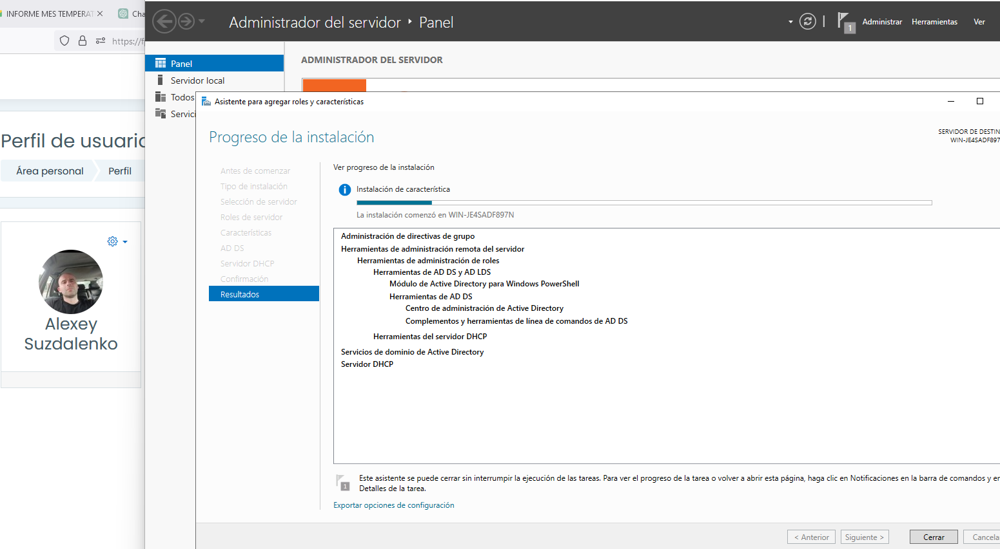 INFORME MES TEMPERAT
Cha
https://f
Perfil de usuario
Área personal
Perfil
Alexey
Suzdalenko
Administrador del servidor
Panel
1
Administrar
Herramientas
Ver
Panel
Servidor local
Todos
Servici
ADMINISTRADOR DEL SERVIDOR
Asistente para agregar roles y características
Progreso de la instalación
SERVIDOR DE DESTIN
WIN-JE4SADF897
Antes de comenzar
Tipo de instalación
Selección de servidor
Roles de servidor
Características
AD DS
Servidor DHCP
Confirmación
Resultados
Ver progreso de la instalación
Instalación de característica
La instalación comenzó en WIN-JE4SADF897N
Administración de directivas de grupo
Herramientas de administración remota del servidor
Herramientas de administración de roles
Herramientas de AD DS y AD LDS
Módulo de Active Directory para Windows PowerShell
Herramientas de AD DS
Centro de administración de Active Directory
Complementos y herramientas de línea de comandos de AD DS
Herramientas del servidor DHCP
Servicios de dominio de Active Directory
Servidor DHCP
1
Este asistente se puede cerrar sin interrumpir la ejecución de las tareas. Para ver el progreso de la tarea o volver a abrir esta página, haga clic en Notificaciones en la barra de comandos y en
Detalles de la tarea.
Exportar opciones de configuración
< Anterior
Siguiente >
Cerrar
Cancela